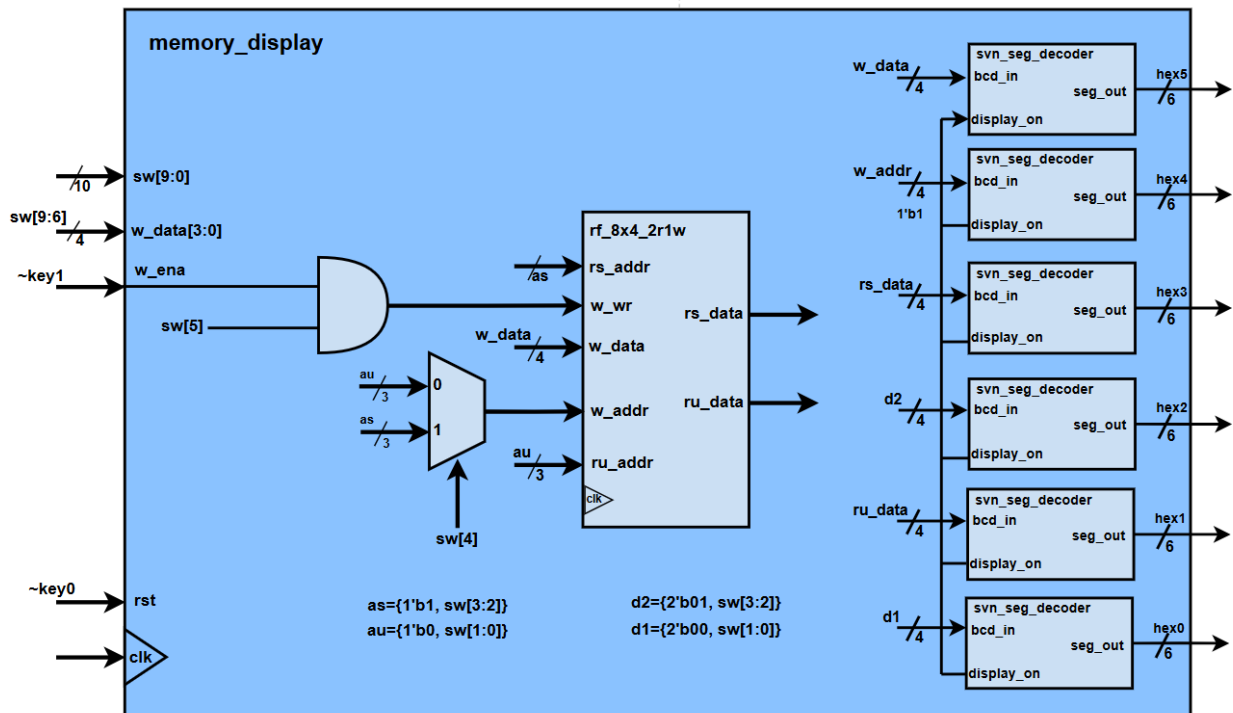 memory_display
sw[9:0]
10
sw[9:6]
4
w_data[3:0]
~key1
w_ena
sw[5]
~key0
rst
clk
au
3
0
as
3
1
sw[4]
w_data
4
as
au
3
rf_8x4_2r1w
rs_addr
w_wr
w_data
w_addr
ru_addr
clk
rs_data
ru_data
as={1'b1, sw[3:2]}
au={1'b0, sw[1:0]}
d2={2'b01, sw[3:2]}
d1={2'b00, sw[1:0]}
w_data
4
svn_seg_decoder
bcd_in
seg_out
display_on
hex5
6
w_addr
4
1'b1
svn_seg_decoder
bcd_in
seg_out
display_on
hex4
6
rs_data
4
svn_seg_decoder
bcd_in
seg_out
display_on
hex3
6
d2
4
svn_seg_decoder
bcd_in
seg_out
display_on
hex2
6
ru_data
4
svn_seg_decoder
bcd_in
seg_out
display_on
hex1
6
d1
4
svn_seg_decoder
bcd_in
seg_out
display_on
hex0
6